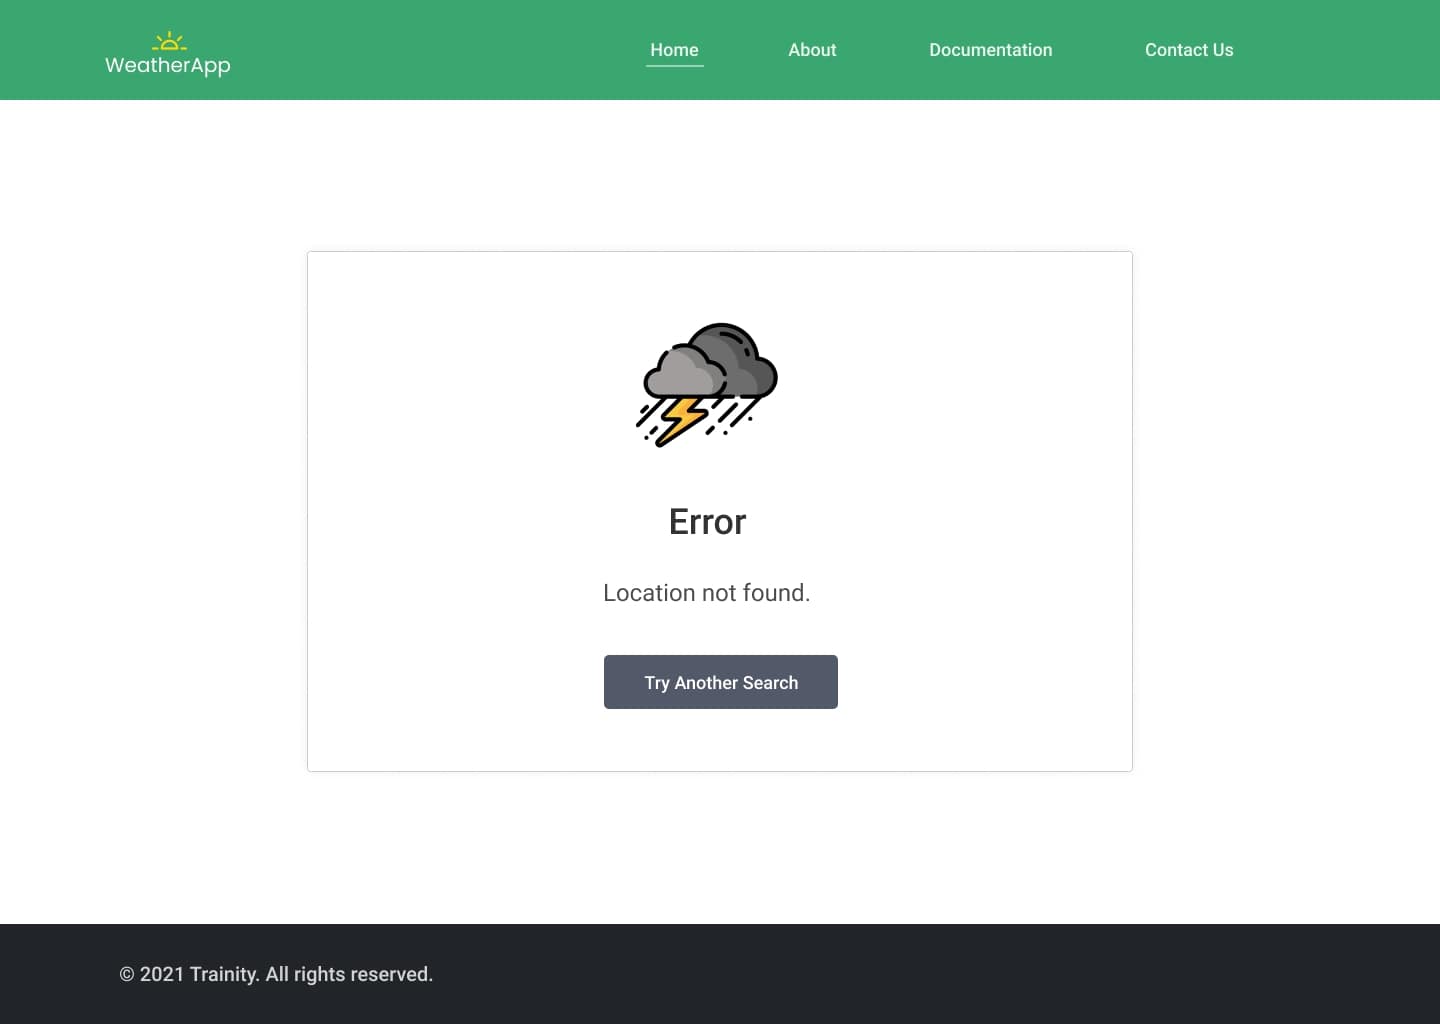 WeatherApp
Home About Documentation Contact Us
Error
Location not found.
Try Another Search
© 2021 Trainity. All rights reserved.